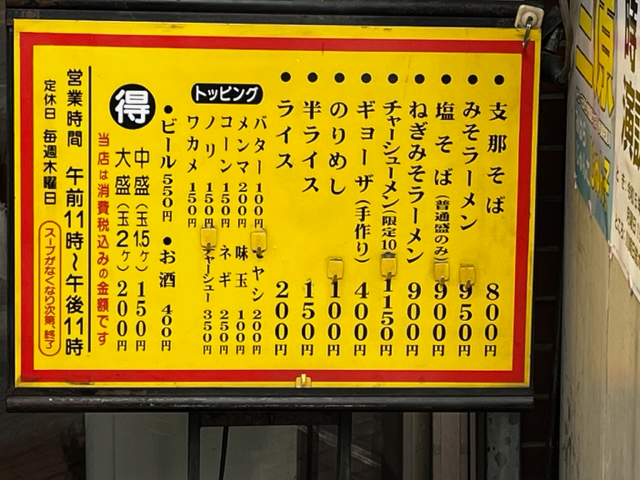 支那そば 800円
みそラーメン 950円
塩そば(普通盛のみ) 900円
ねぎみそラーメン 900円
チャーシューメン(限定10 1150円
ギョーザ(手作り) 400円
のりめし 100円
半ライス 150円
ライス 200円
トッピング
バター 100円
ヤシ 200円
メンマ 200円
味玉 100円
コーン 150円
ネギ 250円
ノリ 150円
チャーシュー 350円
ワカメ 150円
●ビール 550円 ●お酒 400円
得
中盛(玉1.5ヶ) 150円
大盛(玉2ヶ) 200円
当店は消費税込みの金額です
営業時間 午前11時〜午後11時
定休日 毎週木曜日
スープがなくなり次第、終了